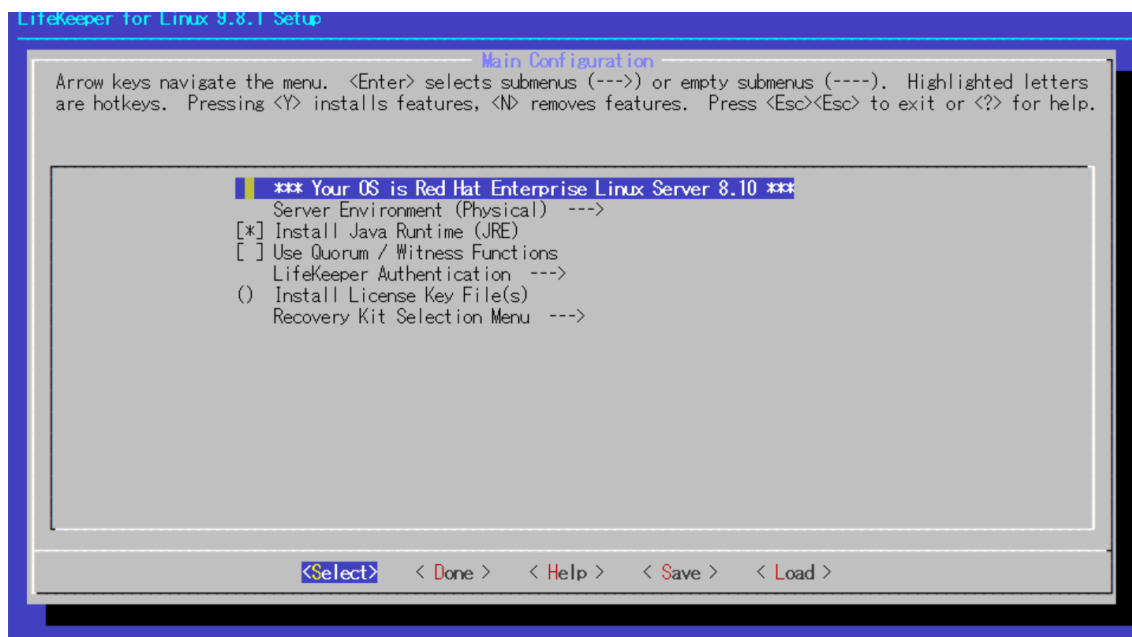 LifeKeeper for Linux 9.8.1 Setup
Main Configuration
Arrow keys navigate the menu.  <Enter> selects submenus (--->) or empty submenus (----).  Highlighted letters
are hotkeys.  Pressing <Y> installs features, <N> removes features.  Press <Esc><Esc> to exit or <?> for help.
*** Your OS is Red Hat Enterprise Linux Server 8.10 ***
Server Environment (Physical)  --->
[*] Install Java Runtime (JRE)
[ ] Use Quorum / Witness Functions
LifeKeeper Authentication  --->
()  Install License Key File(s)
Recovery Kit Selection Menu  --->
<Select>    < Done >    < Help >    < Save >    < Load >